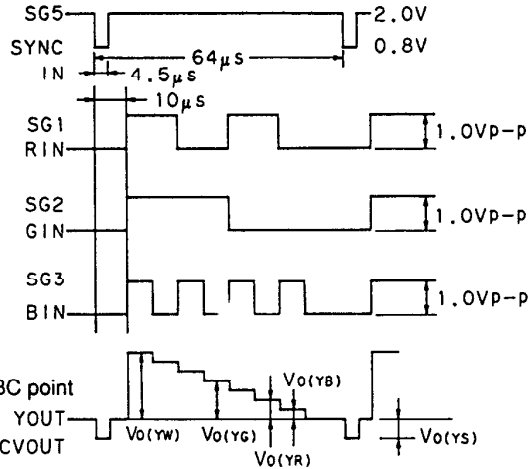 SG5 2.0V
SYNC 0.8V
64μs
IN 4.5μs
10μs
SG1
RIN 1.0Vp-p
SG2
GIN 1.0Vp-p
SG3
BIN 1.0Vp-p
BC point VO(YB)
YOUT
CVOUT VO(YW) VO(YG) VO(YS)
VO(YR)